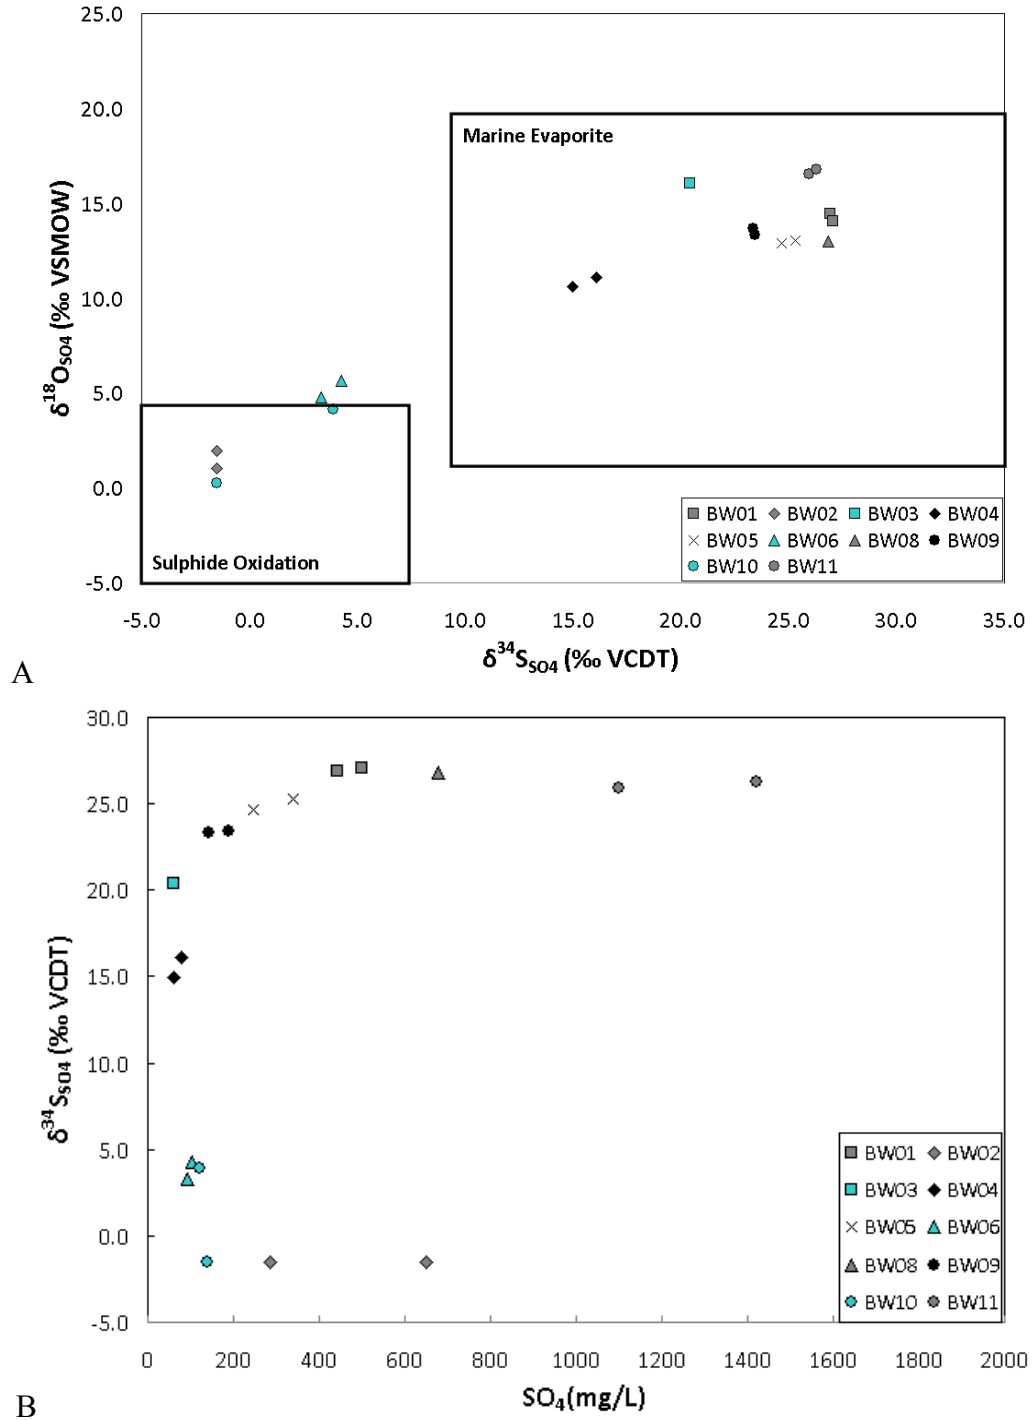 25.0
20.0
15.0
10.0
5.0
0.0
-5.0
δ18OSO4 (‰ VSMOW)
Marine Evaporite
Sulphide Oxidation
BW01 BW02 BW03 BW04
BW05 BW06 BW08 BW09
BW10 BW11
-5.0 0.0 5.0 10.0 15.0 20.0 25.0 30.0 35.0
δ34SSO4 (‰ VCDT)
A
30.0
25.0
20.0
15.0
10.0
5.0
0.0
-5.0
δ34SSO4 (‰ VCDT)
BW01 BW02
BW03 BW04
BW05 BW06
BW08 BW09
BW10 BW11
0 200 400 600 800 1000 1200 1400 1600 1800 2000
SO4(mg/L)
B